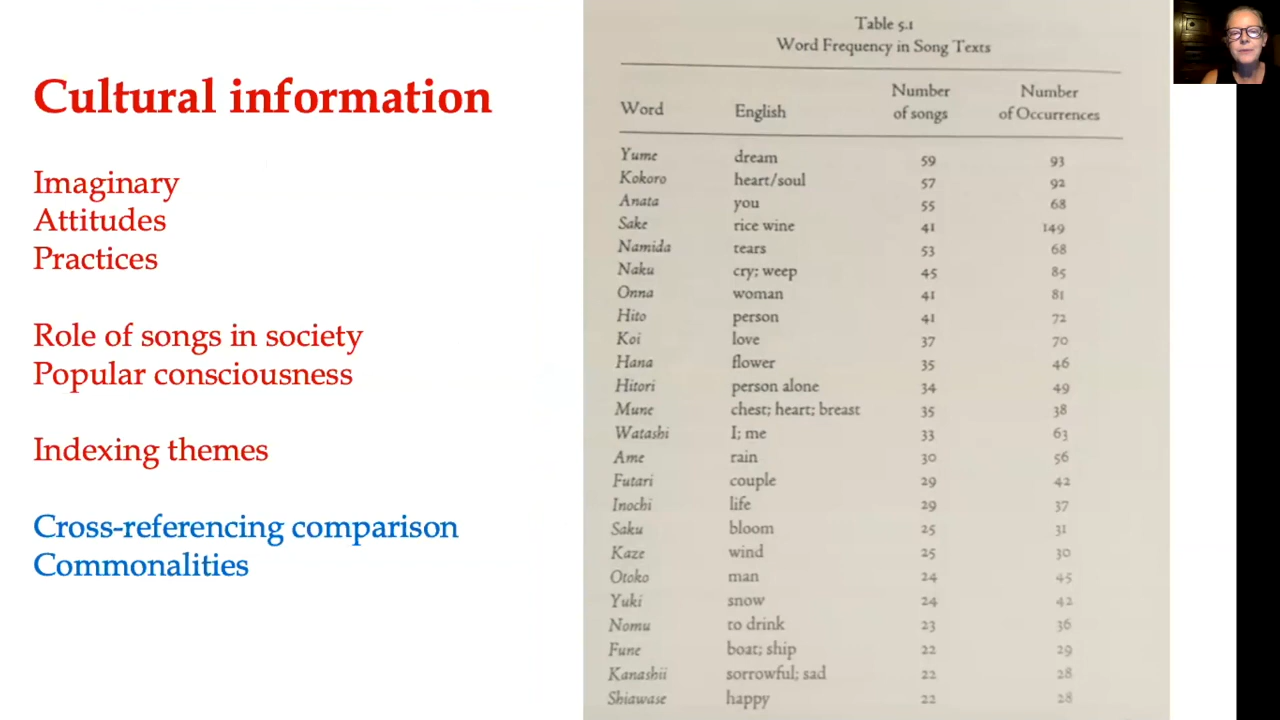 Cultural information
Imaginary
Attitudes
Practices
Role of songs in society
Popular consciousness
Indexing themes
Cross-referencing comparison
Commonalities
Table 5.1
Word Frequency in Song Texts
Word English Number of songs Number of Occurrences
Yume dream 59 93
Kokoro heart/soul 57 92
Anata you 55 68
Sake rice wine 41 149
Namida tears 53 68
Naku cry; weep 45 85
Onna woman 41 81
Hito person 41 72
Koi love 37 70
Hana flower 35 46
Hitori person alone 34 49
Mune chest; heart; breast 35 38
Watashi I; me 33 63
Ame rain 30 56
Futari couple 29 42
Inochi life 29 37
Saku bloom 25 31
Kaze wind 25 30
Otoko man 24 45
Yuki snow 24 42
Nomu to drink 23 36
Fune boat; ship 22 29
Kanashii sorrowful; sad 22 28
Shiawase happy 22 28